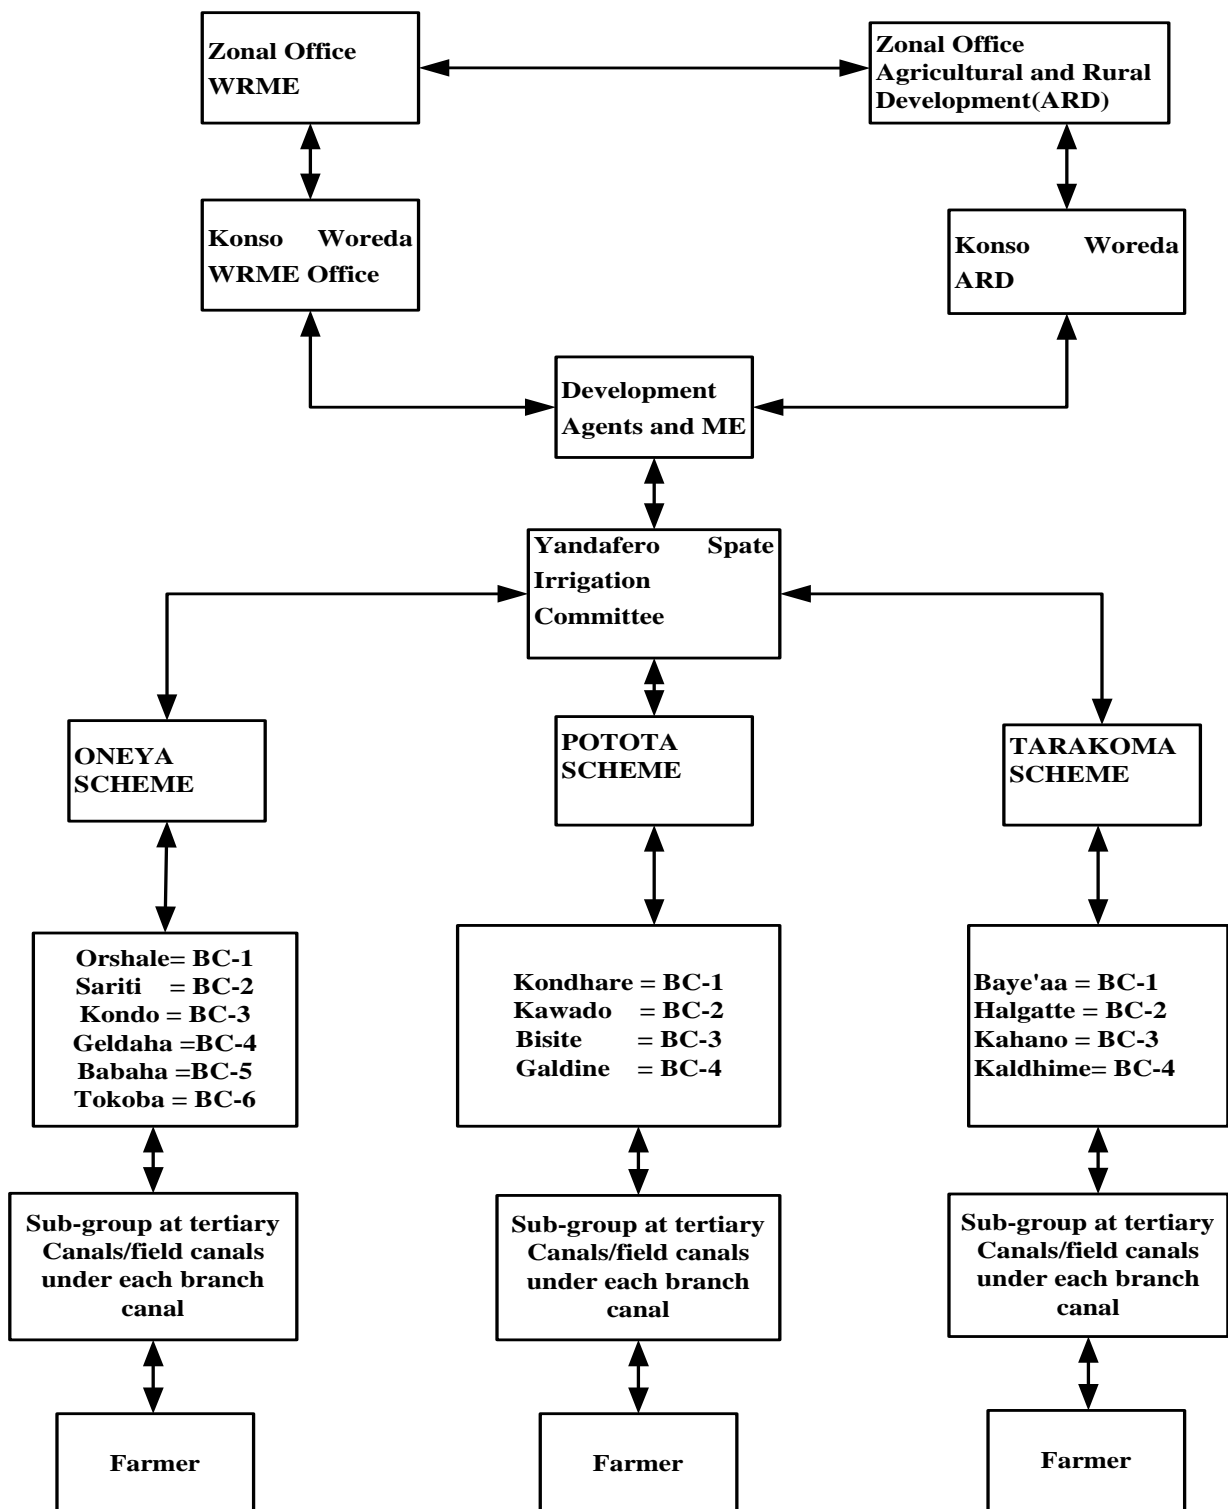 Zonal Office
WRME
Zonal Office
Agricultural and Rural
Development(ARD)
Konso Woreda
WRME Office
Konso Woreda
ARD
Development
Agents and ME
Yandafero Spate
Irrigation
Committee
ONEYA
SCHEME
POTOTA
SCHEME
TARAKOMA
SCHEME
Orshale= BC-1
Sariti = BC-2
Kondo = BC-3
Geldaha =BC-4
Babaha =BC-5
Tokoba = BC-6
Kondhare = BC-1
Kawado = BC-2
Bisite = BC-3
Galdine = BC-4
Baye'aa = BC-1
Halgatte = BC-2
Kahano = BC-3
Kaldhime= BC-4
Sub-group at tertiary
Canals/field canals
under each branch
canal
Sub-group at tertiary
Canals/field canals
under each branch
canal
Sub-group at tertiary
Canals/field canals
under each branch
canal
Farmer
Farmer
Farmer